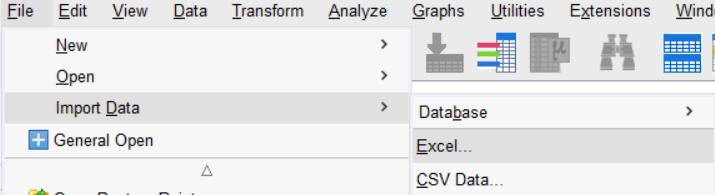 File Edit View Data Transform Analyze Graphs Utilities Extensions
New
Open
Import Data
Database
General Open
Excel...
CSV Data...